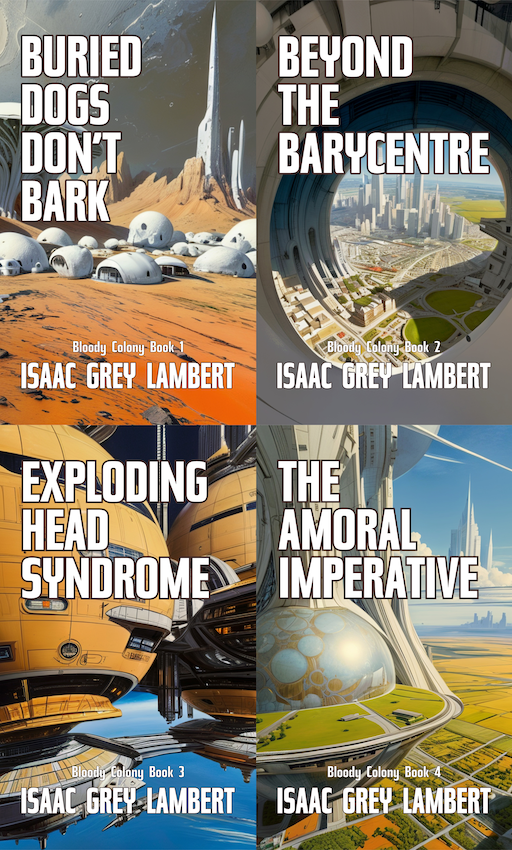 BURIED
DOGS
DON'T
BARK
Bloody Colony Book 1
ISAAC GREY LAMBERT
BEYOND
THE
BARYCENTRE
Bloody Colony Book 2
ISAAC GREY LAMBERT
EXPLODING
HEAD
SYNDROME
Bloody Colony Book 3
ISAAC GREY LAMBERT
THE
AMORAL
IMPERATIVE
Bloody Colony Book 4
ISAAC GREY LAMBERT